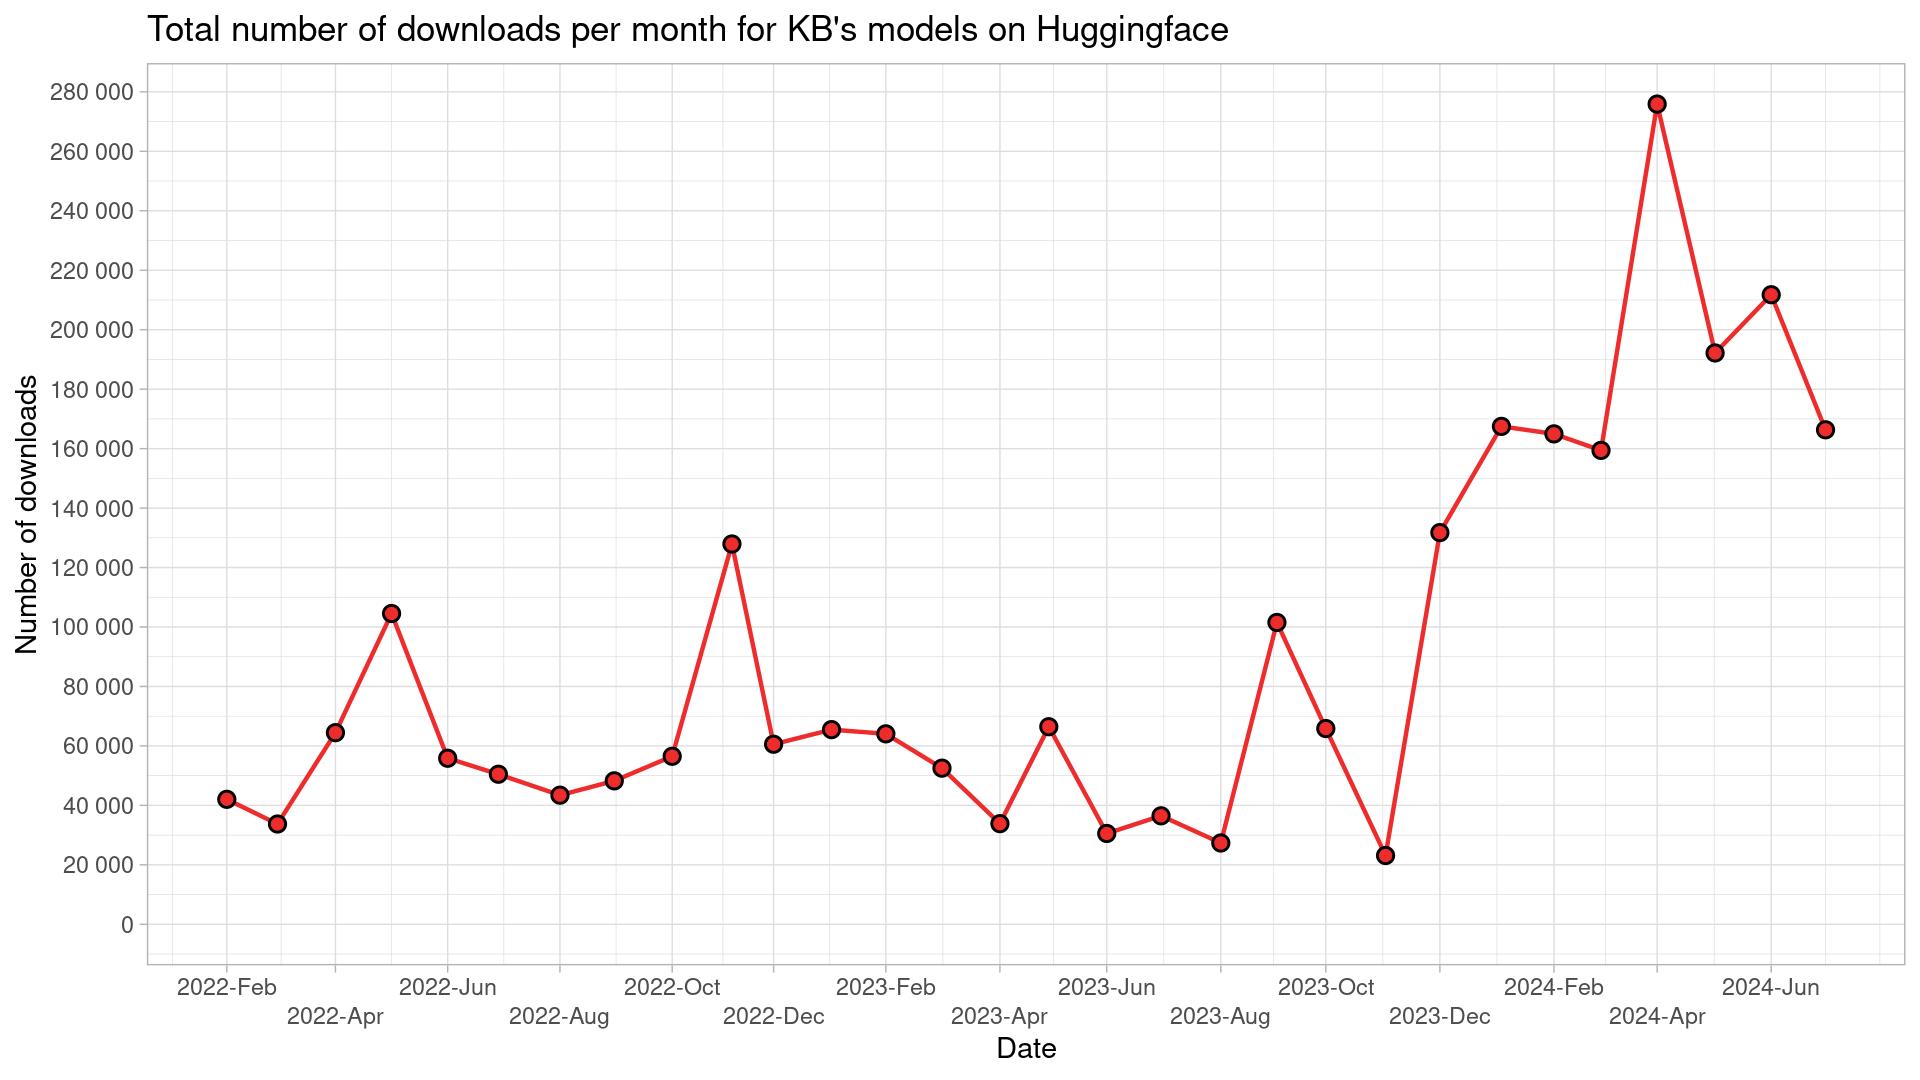 Total number of downloads per month for KB's models on Huggingface
280 000
260 000
240 000
220 000
200 000
180 000
160 000
140 000
120 000
100 000
80 000
60 000
40 000
20 000
0
Number of downloads
2022-Feb
2022-Apr
2022-Jun
2022-Aug
2022-Oct
2022-Dec
2023-Feb
2023-Apr
2023-Jun
2023-Aug
2023-Oct
2023-Dec
2024-Feb
2024-Apr
2024-Jun
Date